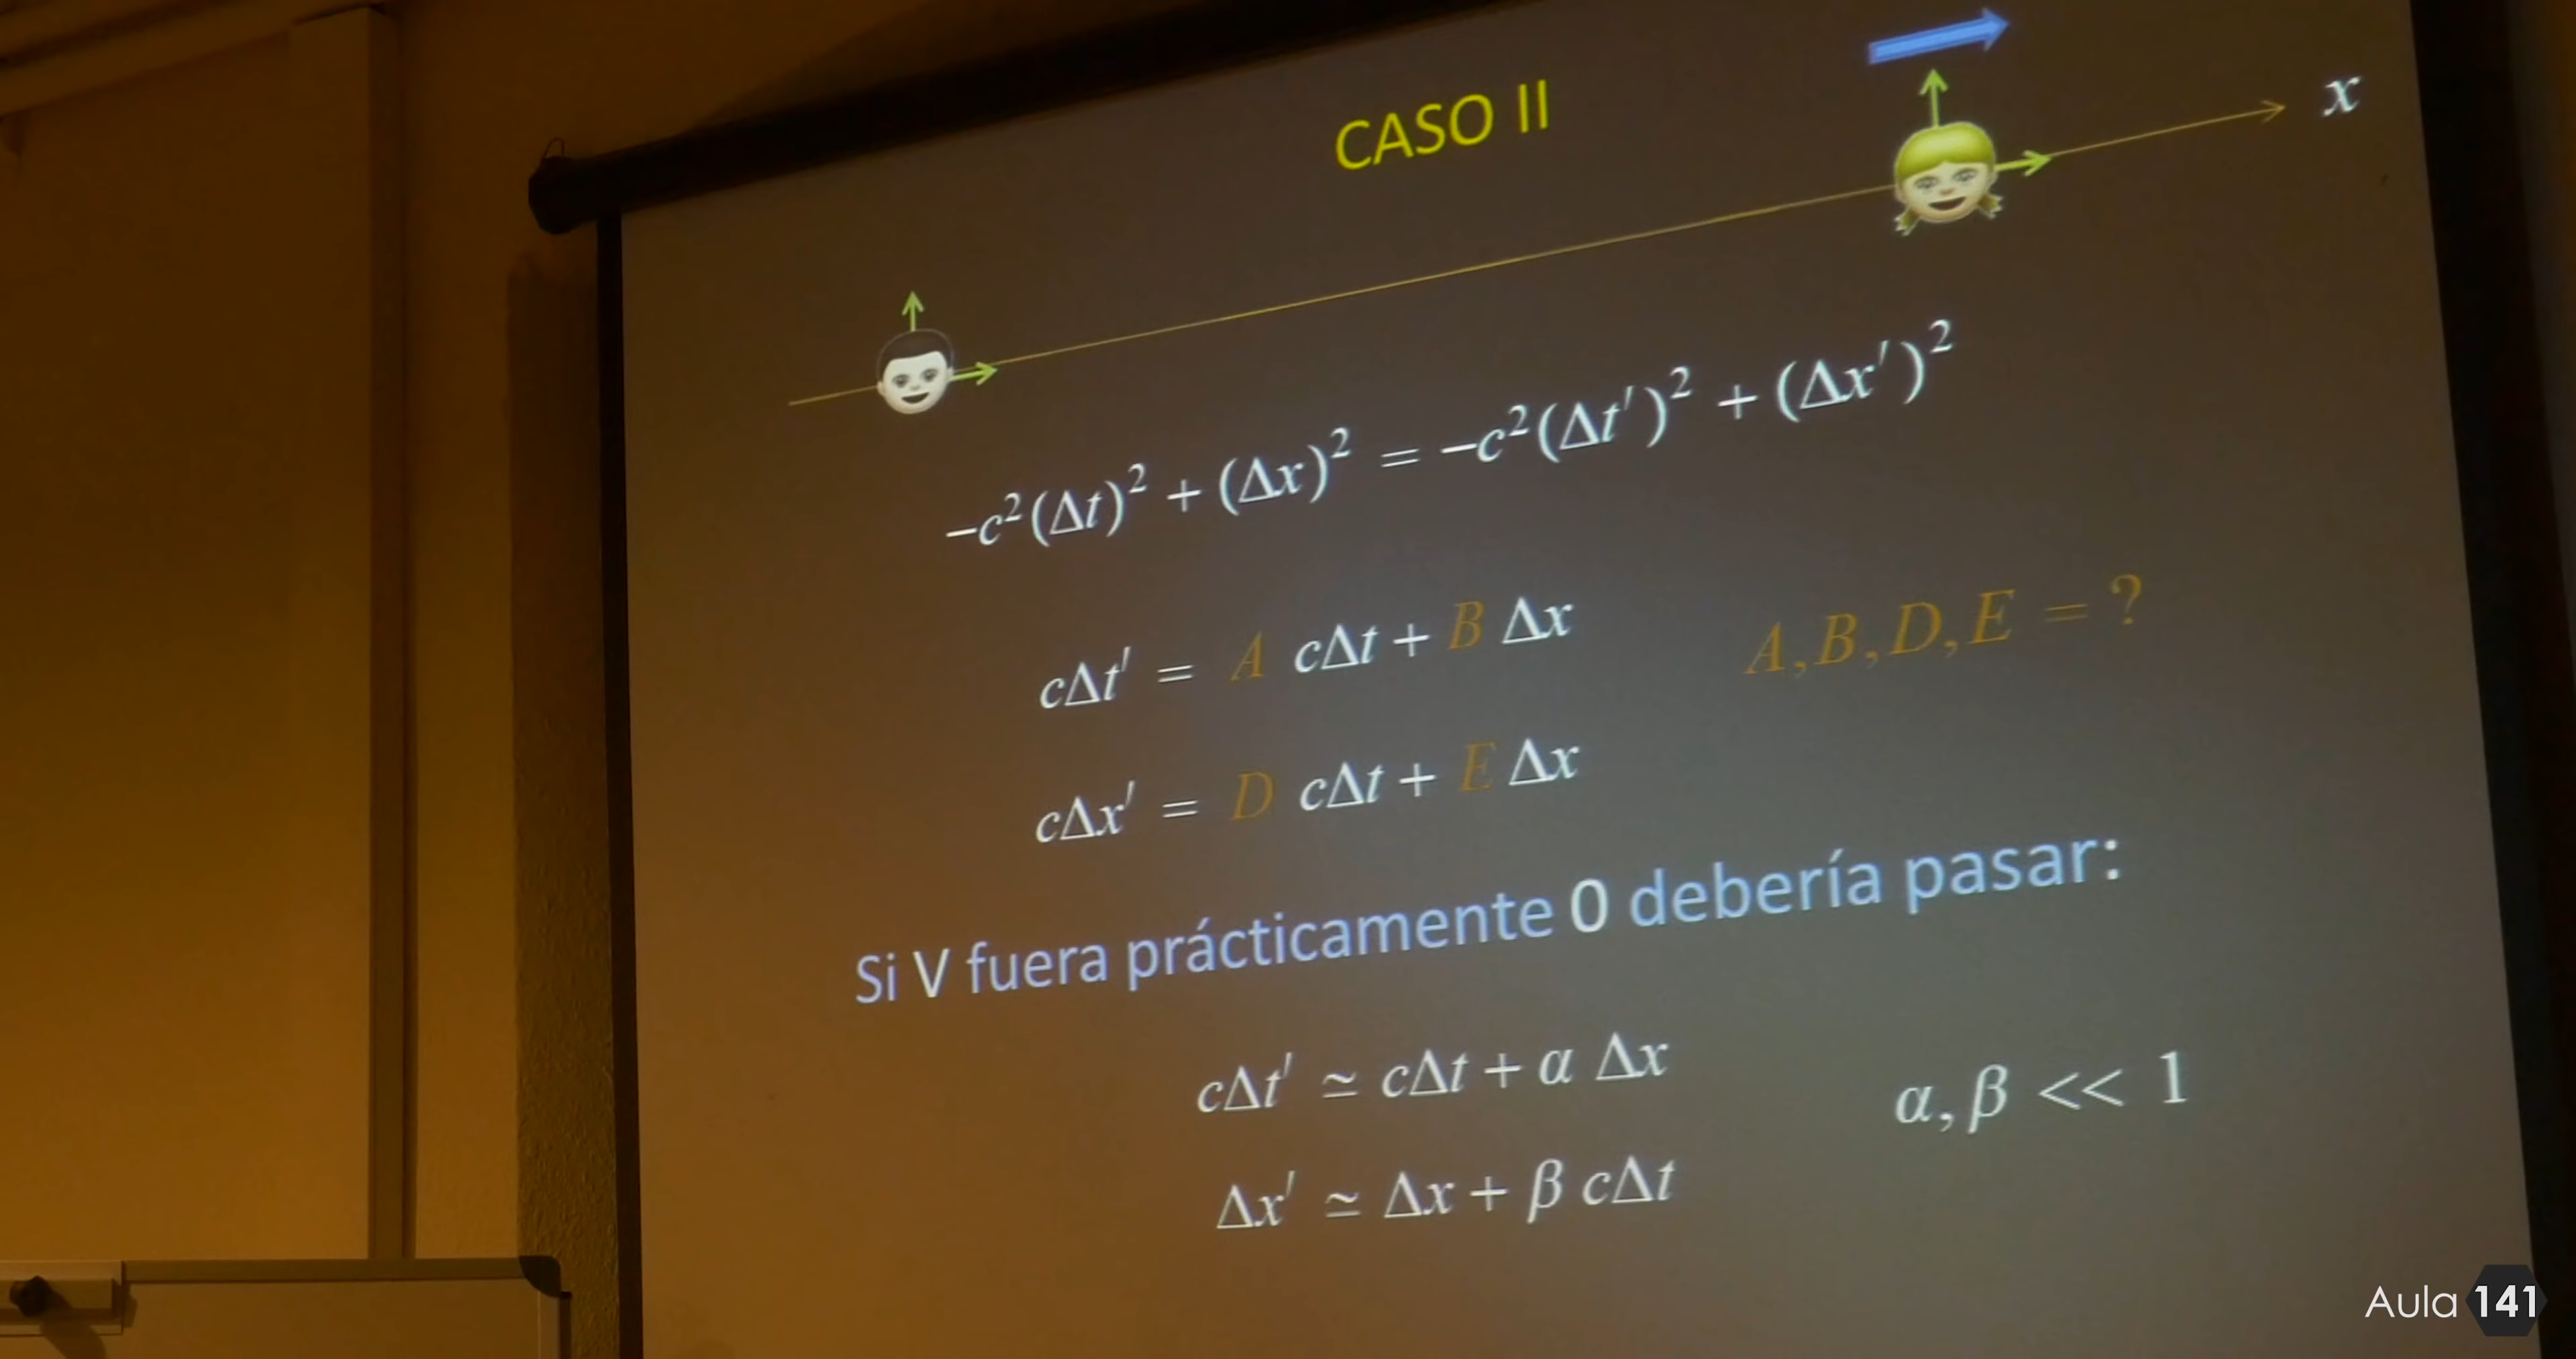 CASO II
x
−c²(Δt)² + (Δx)² = −c²(Δt′)² + (Δx′)²
cΔt′ = A cΔt + B Δx
A, B, D, E = ?
cΔx′ = D cΔt + E Δx
Si V fuera prácticamente 0 debería pasar:
cΔt′ ≃ cΔt + α Δx
α, β << 1
Δx′ ≃ Δx + β cΔt
Aula 141